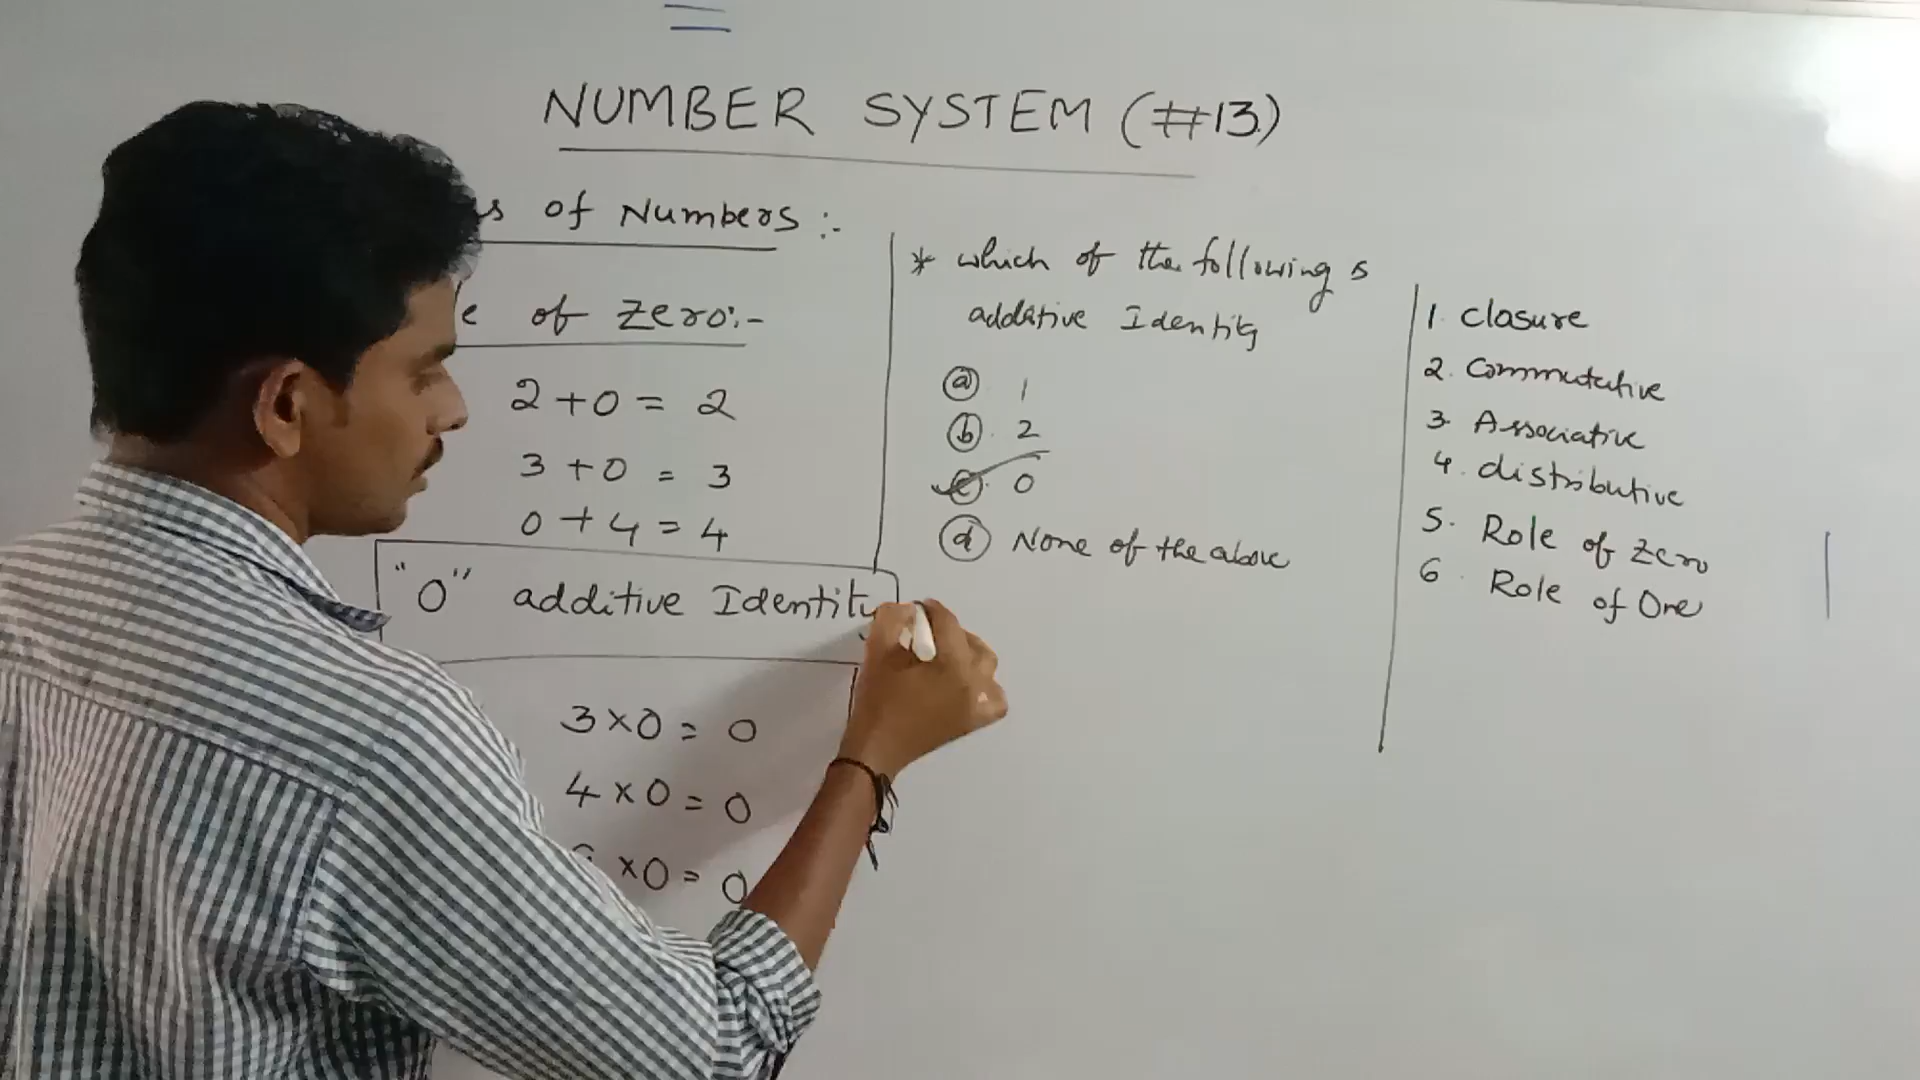 NUMBER SYSTEM (#13)
s of Numbers :-
e of zero:-
2+0 = 2
3+0 = 3
0+4=4
"0" additive Identity
3×0= 0
4×0=0
×0=0
* which of the following s
additive Identity
(a) 1
(b) 2
(c) 0
(d) None of the above
1. closure
2. Commutative
3. Associative
4. distributive
5. Role of zero
6. Role of One